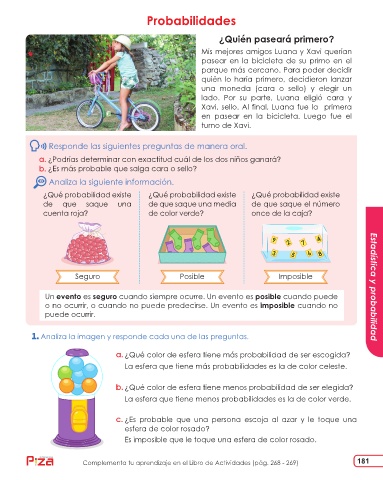 Probabilidades
¿Quién paseará primero?
Mis mejores amigos Luana y Xavi querían
pasear en la bicicleta de su primo en el
parque más cercano. Para poder decidir
quién lo haría primero, decidieron lanzar
una moneda (cara o sello) y elegir un
lado. Por su parte, Luana eligió cara y
Xavi, sello. Al final, Luana fue la primera
en pasear en la bicicleta. Luego fue el
turno de Xavi.
Responde las siguientes preguntas de manera oral.
a. ¿Podrías determinar con exactitud cuál de los dos niños ganará?
b. ¿Es más probable que salga cara o sello?
Analiza la siguiente información.
¿Qué probabilidad existe
de que saque una
cuenta roja?
¿Qué probabilidad existe
de que saque una media
de color verde?
¿Qué probabilidad existe
de que saque el número
once de la caja?
Seguro
Posible
Imposible
Un evento es seguro cuando siempre ocurre. Un evento es posible cuando puede
o no ocurrir, o cuando no puede predecirse. Un evento es imposible cuando no
puede ocurrir.
Estadística y probabilidad
1. Analiza la imagen y responde cada una de las preguntas.
a. ¿Qué color de esfera tiene más probabilidad de ser escogida?
La esfera que tiene más probabilidades es la de color celeste.
b. ¿Qué color de esfera tiene menos probabilidad de ser elegida?
La esfera que tiene menos probabilidades es la de color verde.
c. ¿Es probable que una persona escoja al azar y le toque una
esfera de color rosado?
Es imposible que le toque una esfera de color rosado.
Complementa tu aprendizaje en el Libro de Actividades (pág. 268 - 269)
181